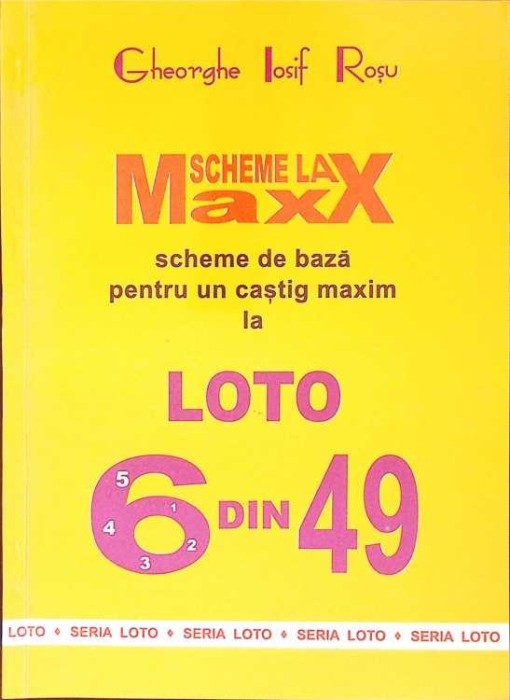 Gheorghe Iosif Roșu
SCHEME LA
MaxX
scheme de bază
pentru un caștig maxim
la
LOTO
6 DIN 49
5
1
4
2
3
LOTO ♦ SERIA LOTO ♦ SERIA LOTO ♦ SERIA LOTO ♦ SERIA LOTO